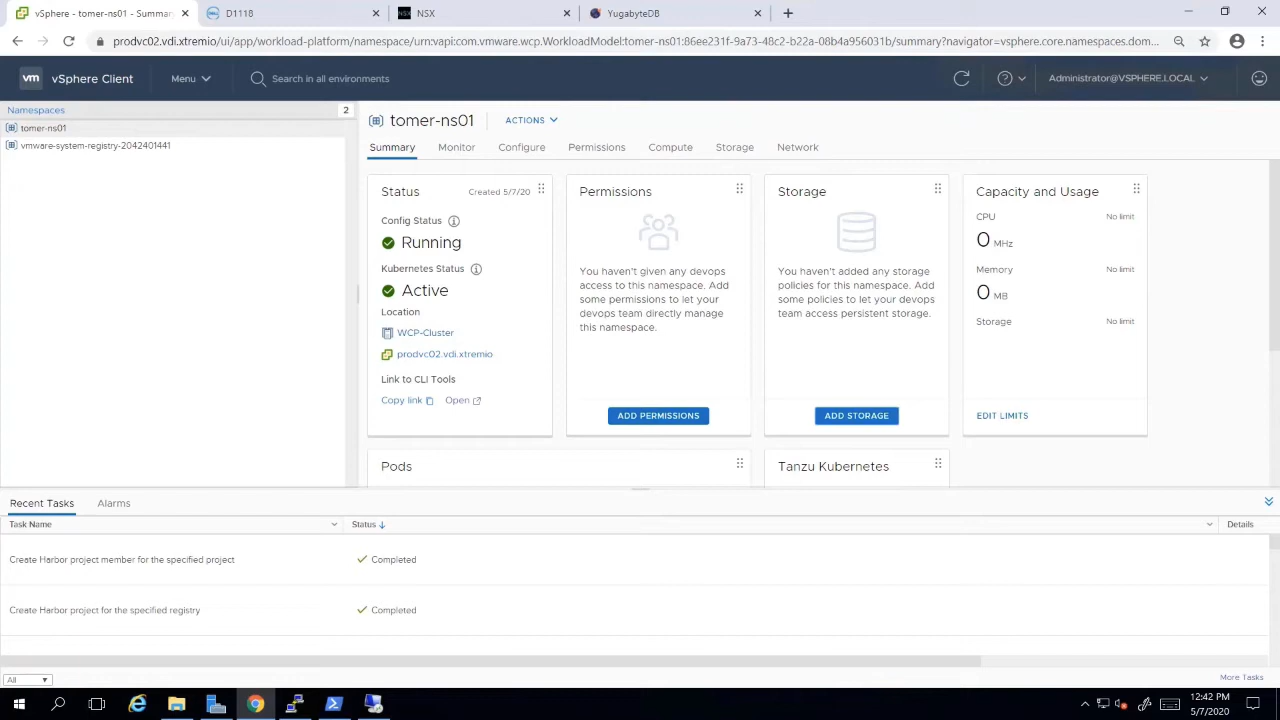 vSphere - tomer-ns01 - Summary
D1118
NSX
YugabyteDB
prodvc02.vdi.xtremio/ui/app/workload-platform/namespace/urn:vapi:com.vmware.wcp.WorkloadModel:tomer-ns01:86ee231f-9a73-48c2-b22a-08b4a956031b/summary?navigator=vsphere.core.namespaces.dom...
vm vSphere Client Menu Search in all environments Administrator@VSPHERE.LOCAL
Namespaces 2
tomer-ns01
vmware-system-registry-2042401441
tomer-ns01 ACTIONS
Summary Monitor Configure Permissions Compute Storage Network
Status Created 5/7/20
Config Status
Running
Kubernetes Status
Active
Location
WCP-Cluster
prodvc02.vdi.xtremio
Link to CLI Tools
Copy link Open
Permissions
You haven't given any devops
access to this namespace. Add
some permissions to let your
devops team directly manage
this namespace.
ADD PERMISSIONS
Storage
You haven't added any storage
policies for this namespace. Add
some policies to let your devops
team access persistent storage.
ADD STORAGE
Capacity and Usage
CPU No limit
0 MHz
Memory No limit
0 MB
Storage No limit
EDIT LIMITS
Pods
Tanzu Kubernetes
Recent Tasks Alarms
Task Name Status Details
Create Harbor project member for the specified project Completed
Create Harbor project for the specified registry Completed
All More Tasks
12:42 PM
5/7/2020